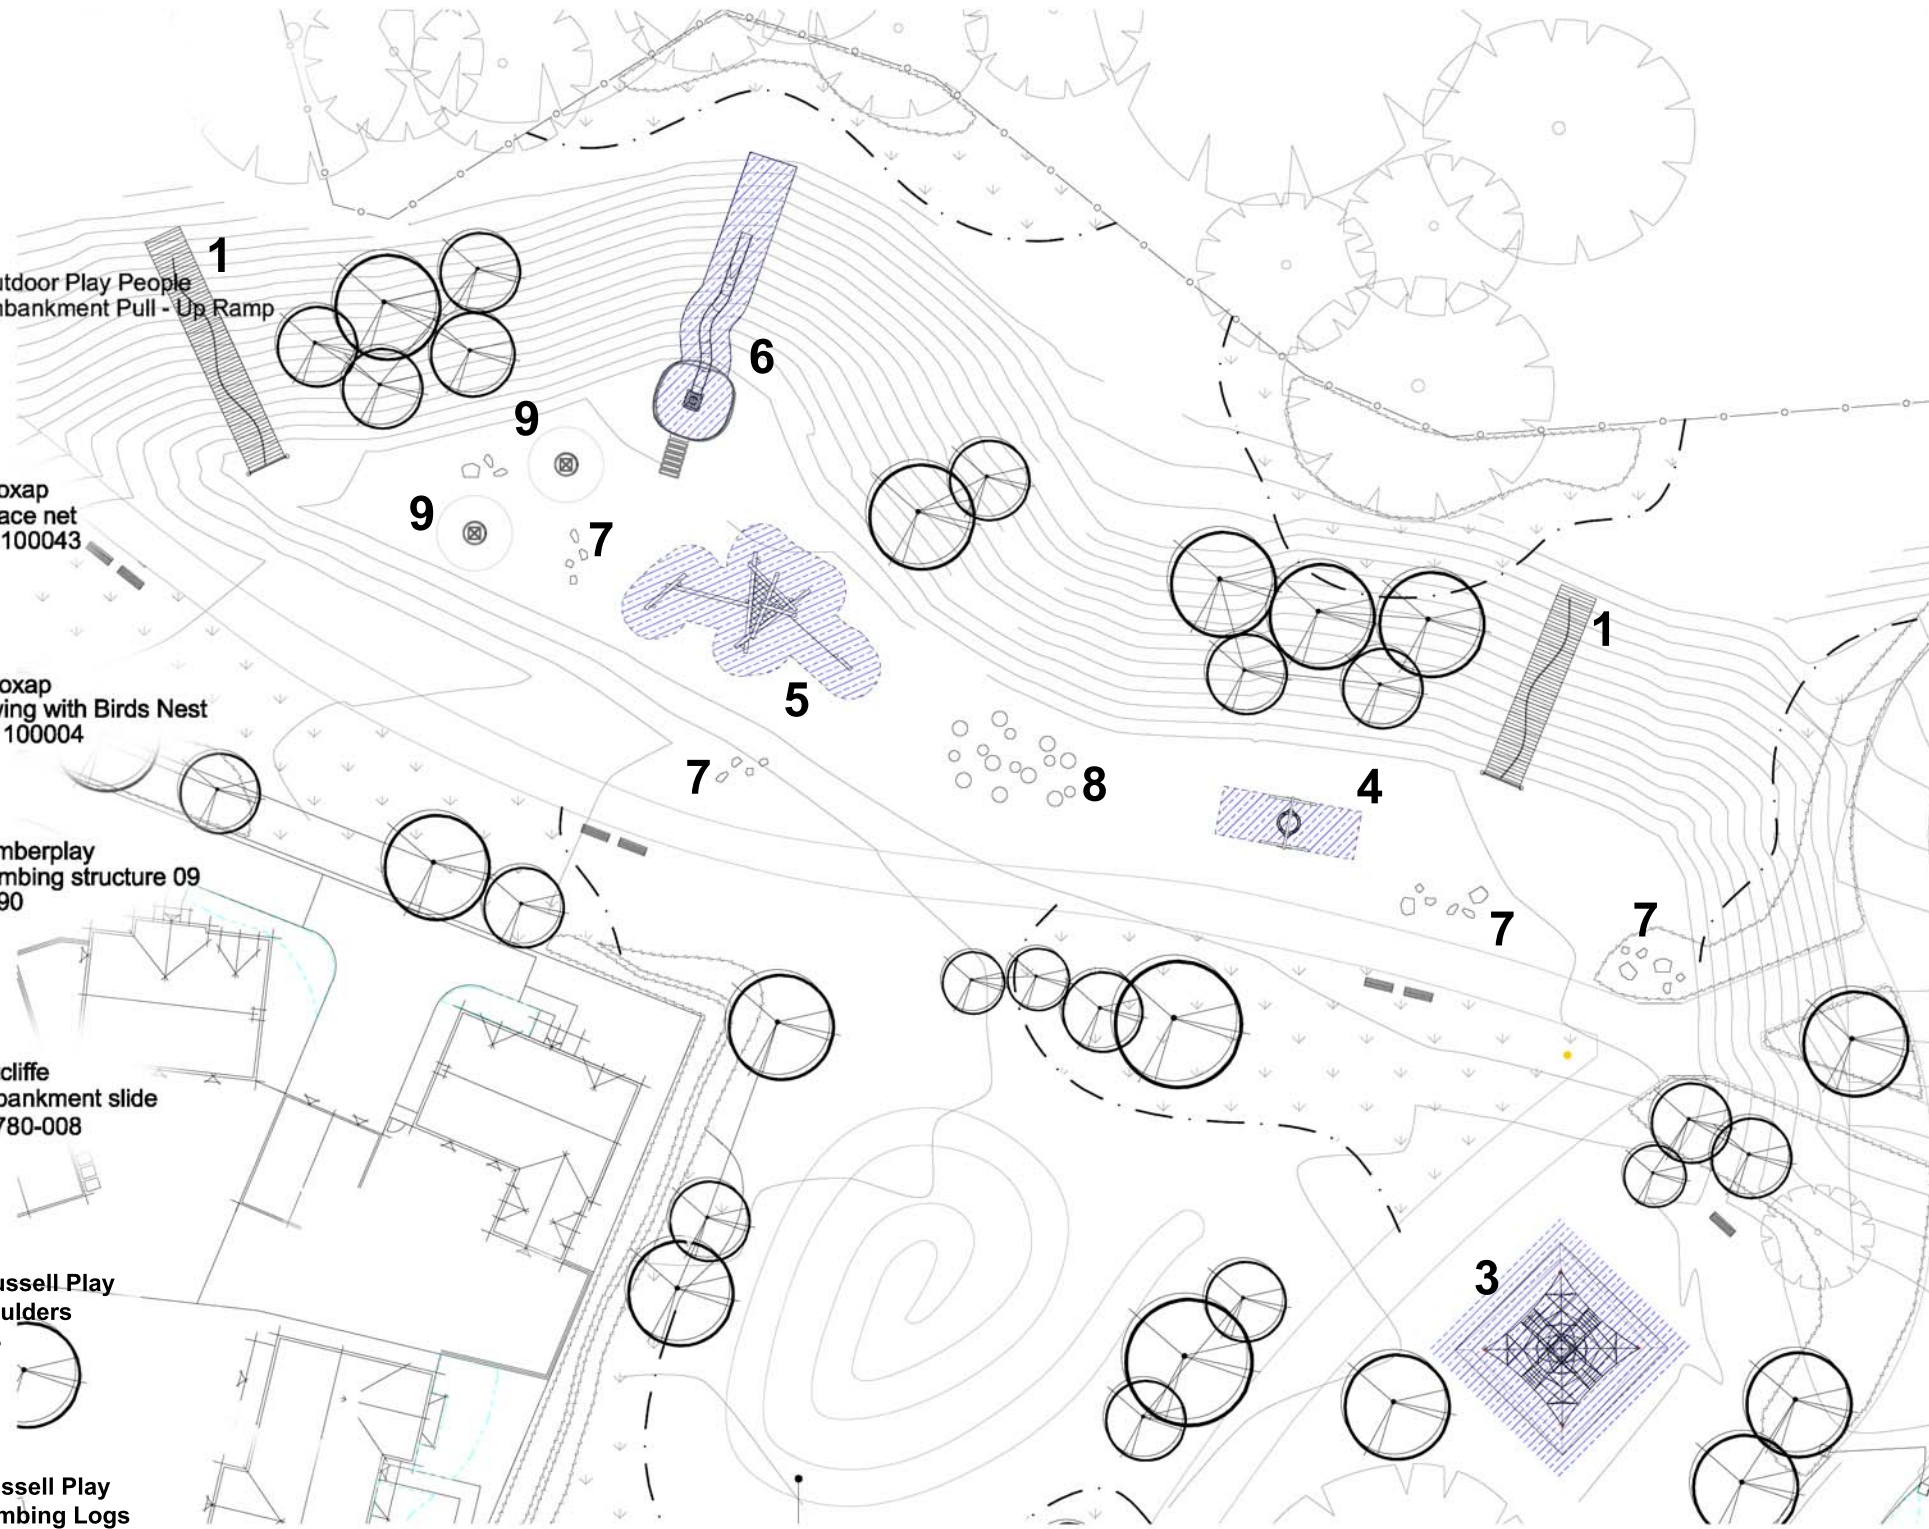 1
utdoor Play People
nbankment Pull - Up Ramp
6
9
oxap
ace net
100043
9
7
1
5
oxap
ving with Birds Nest
100004
7
8
4
mberplay
mbing structure 09
90
7
7
cliffe
bankment slide
780-008
3
ussell Play
ulders
ssell Play
mbing Logs